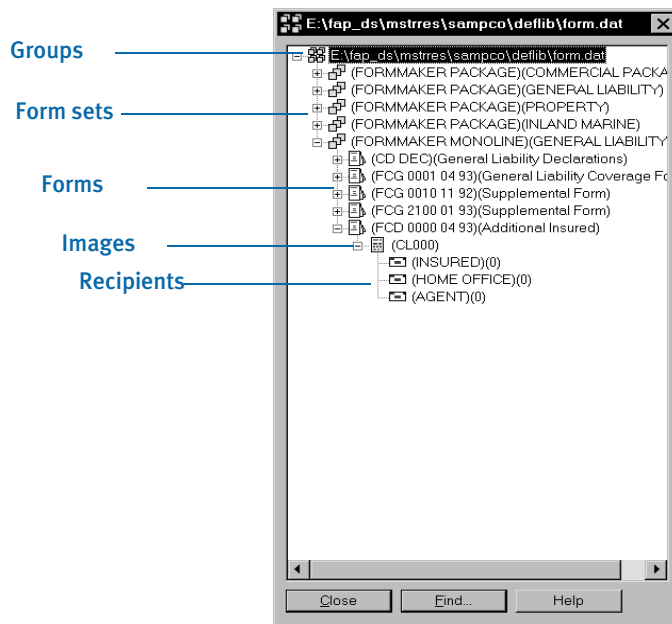 E:\fap_ds\mstrres\sampco\deflib\form.dat
Groups
E:\fap_ds\mstrres\sampco\deflib\form.dat
(FORMMAKER PACKAGE)(COMMERCIAL PACKA
(FORMMAKER PACKAGE)(GENERAL LIABILITY)
(FORMMAKER PACKAGE)(PROPERTY)
Form sets
(FORMMAKER PACKAGE)(INLAND MARINE)
(FORMMAKER MONOLINE)(GENERAL LIABILITY
(CD DEC)(General Liability Declarations)
(FCG 0001 04 93)(General Liability Coverage Fo
Forms
(FCG 0010 11 92)(Supplemental Form)
(FCG 2100 01 93)(Supplemental Form)
(FCD 0000 04 93)(Additional Insured)
Images
(CL000)
(INSURED)(0)
Recipients
(HOME OFFICE)(0)
(AGENT)(0)
Close
Find...
Help